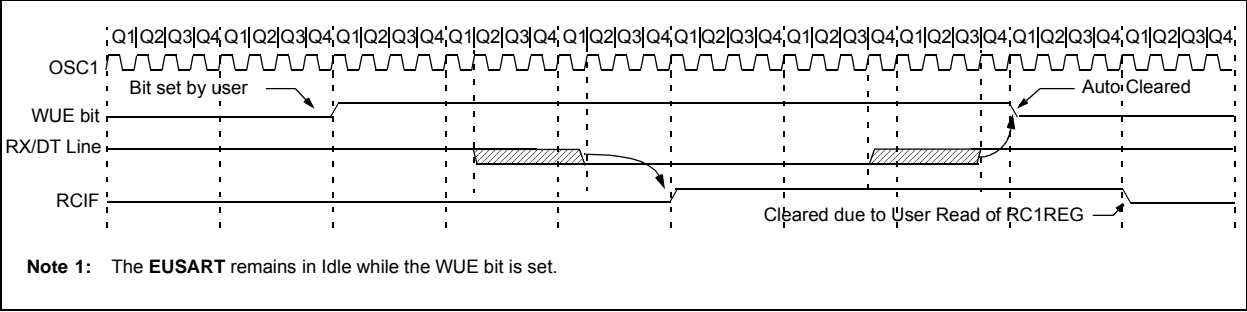 Q1 Q2 Q3 Q4 Q1 Q2 Q3 Q4 Q1 Q2 Q3 Q4 Q1 Q2 Q3 Q4 Q1 Q2 Q3 Q4 Q1 Q2 Q3 Q4 Q1 Q2 Q3 Q4 Q1 Q2 Q3 Q4 Q1 Q2 Q3 Q4 Q1 Q2 Q3 Q4
OSC1
Bit set by user
Auto Cleared
WUE bit
RX/DT Line
RCIF
Cleared due to User Read of RC1REG
Note 1: The EUSART remains in Idle while the WUE bit is set.